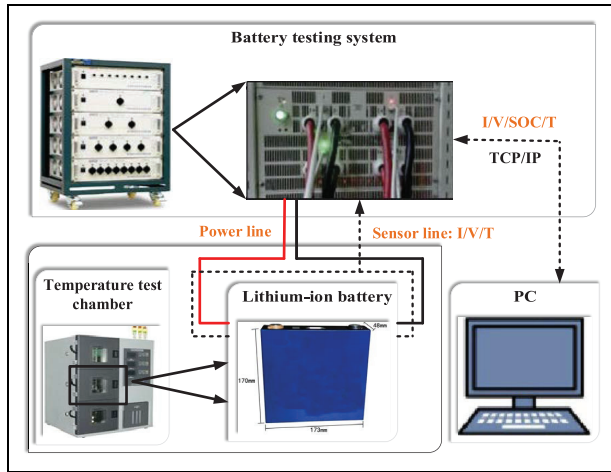 Battery testing system
I/V/SOC/T
TCP/IP
Power line
Sensor line: I/V/T
Temperature test
chamber
Lithium-ion battery
PC
48mm
170mm
173mm